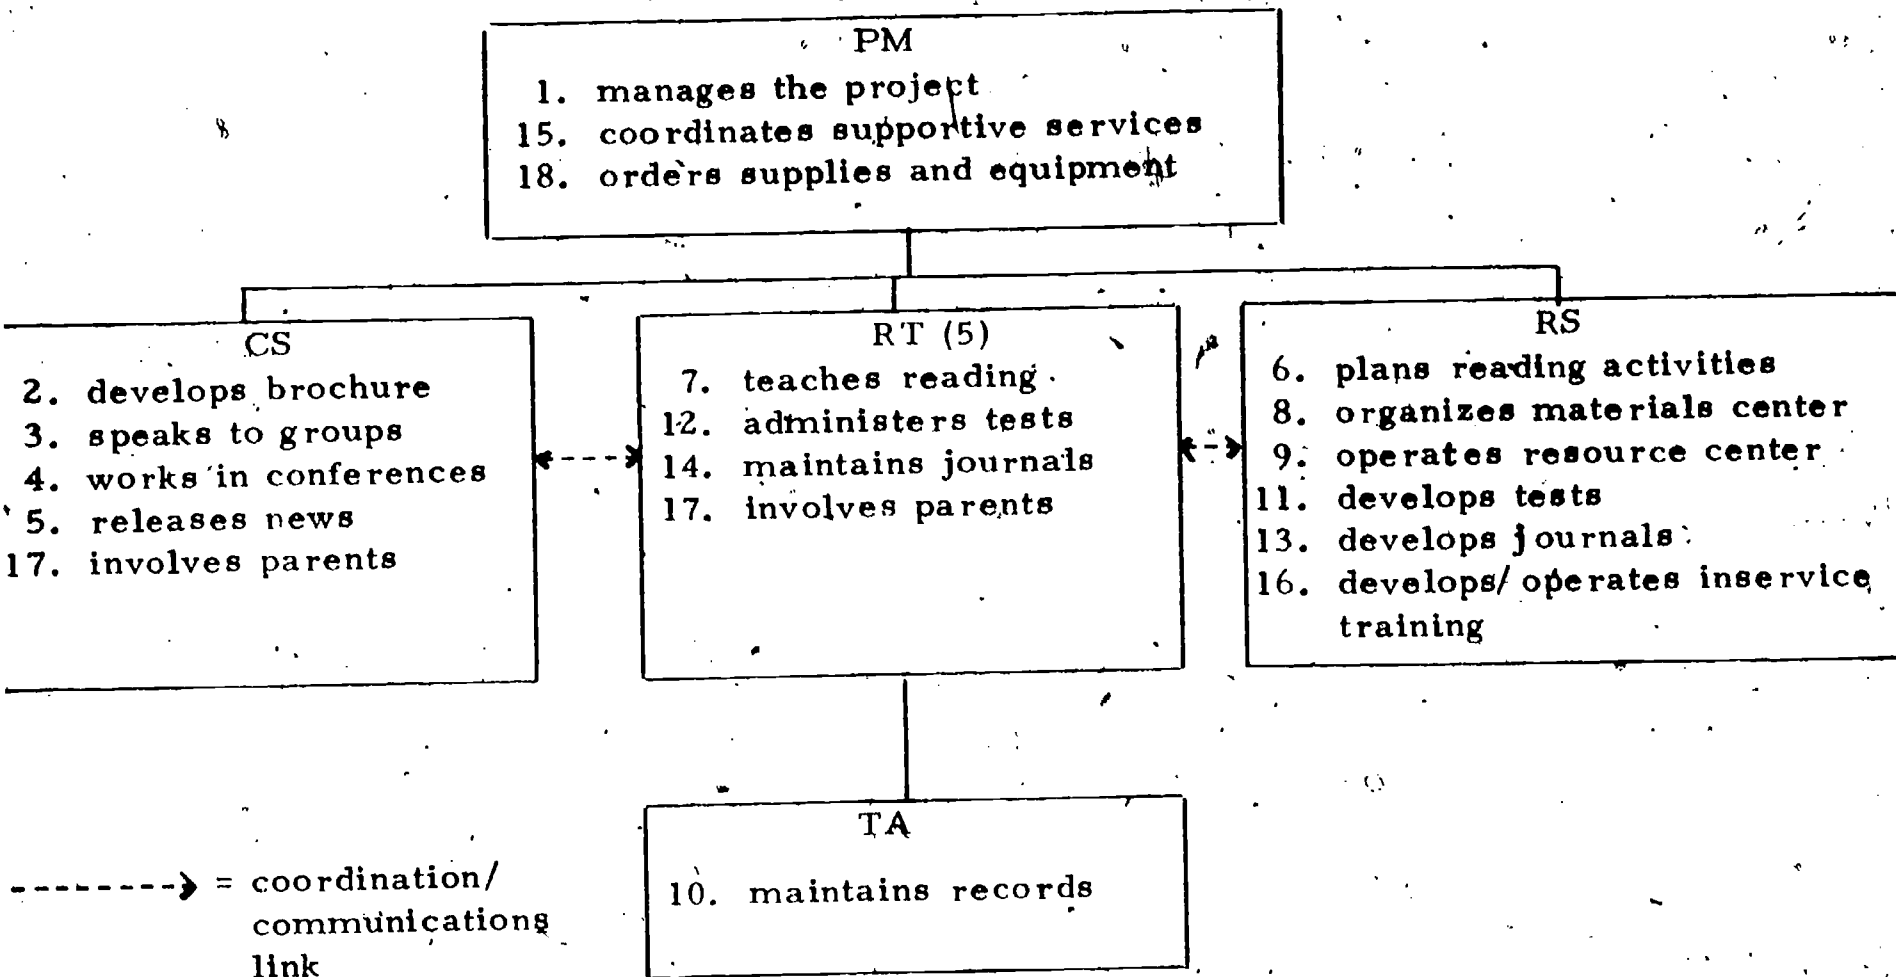 PM
1. manages the project
15. coordinates supportive services
18. orders supplies and equipment
CS
2. develops brochure
3. speaks to groups
4. works in conferences
5. releases news
17. involves parents
RT (5)
7. teaches reading
12. administers tests
14. maintains journals
17. involves parents
RS
6. plans reading activities
8. organizes materials center
9. operates resource center
11. develops tests
13. develops journals
16. develops/operates inservice
training
TA
10. maintains records
= coordination/
communications
link